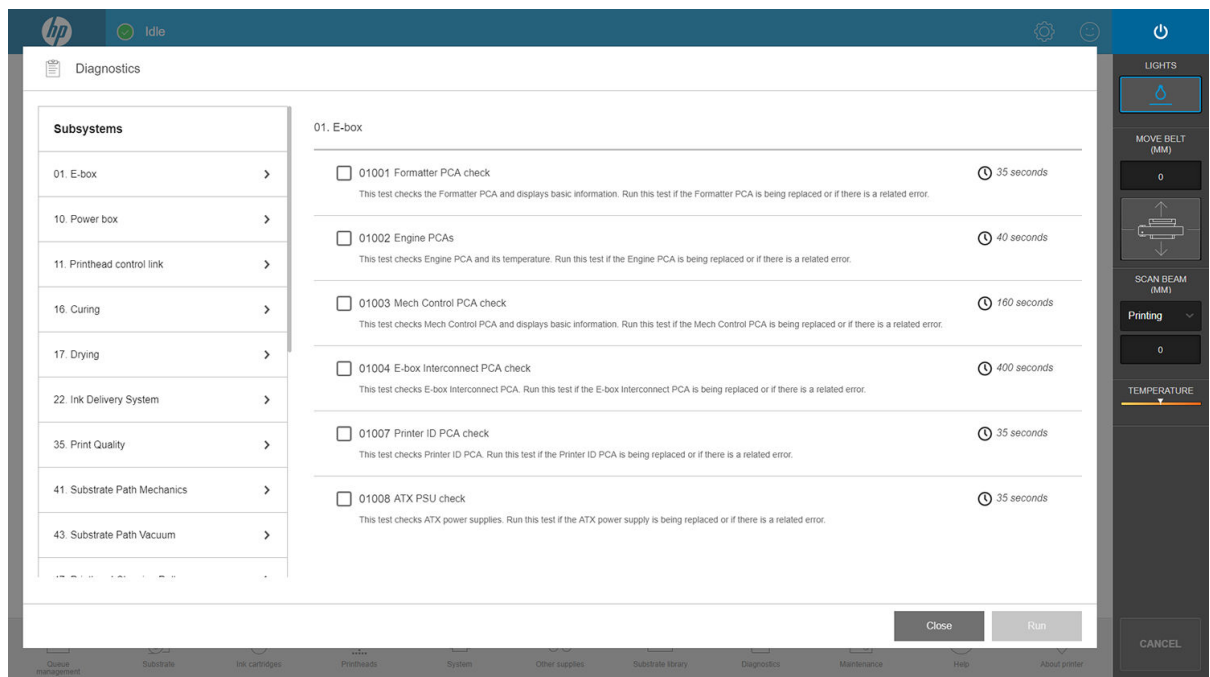 hp
Idle
LIGHTS
Diagnostics
Subsystems
01. E-box
10. Power box
11. Printhead control link
16. Curing
17. Drying
22. Ink Delivery System
35. Print Quality
41. Substrate Path Mechanics
43. Substrate Path Vacuum
01. E-box
01001 Formatter PCA check
35 seconds
This test checks the Formatter PCA and displays basic information. Run this test if the Formatter PCA is being replaced or if there is a related error.
01002 Engine PCAs
40 seconds
This test checks Engine PCA and its temperature. Run this test if the Engine PCA is being replaced or if there is a related error.
01003 Mech Control PCA check
160 seconds
This test checks Mech Control PCA and displays basic information. Run this test if the Mech Control PCA is being replaced or if there is a related error.
01004 E-box Interconnect PCA check
400 seconds
This test checks E-box Interconnect PCA. Run this test if the E-box Interconnect PCA is being replaced or if there is a related error.
01007 Printer ID PCA check
35 seconds
This test checks Printer ID PCA. Run this test if the Printer ID PCA is being replaced or if there is a related error.
01008 ATX PSU check
35 seconds
This test checks ATX power supplies. Run this test if the ATX power supply is being replaced or if there is a related error.
Close
Run
MOVE BELT
(MM)
0
SCAN BEAM
(MM)
Printing
0
TEMPERATURE
CANCEL
Queue
management
Substrate
Ink cartridges
Printheads
System
Other supplies
Substrate library
Diagnostics
Maintenance
Help
About printer